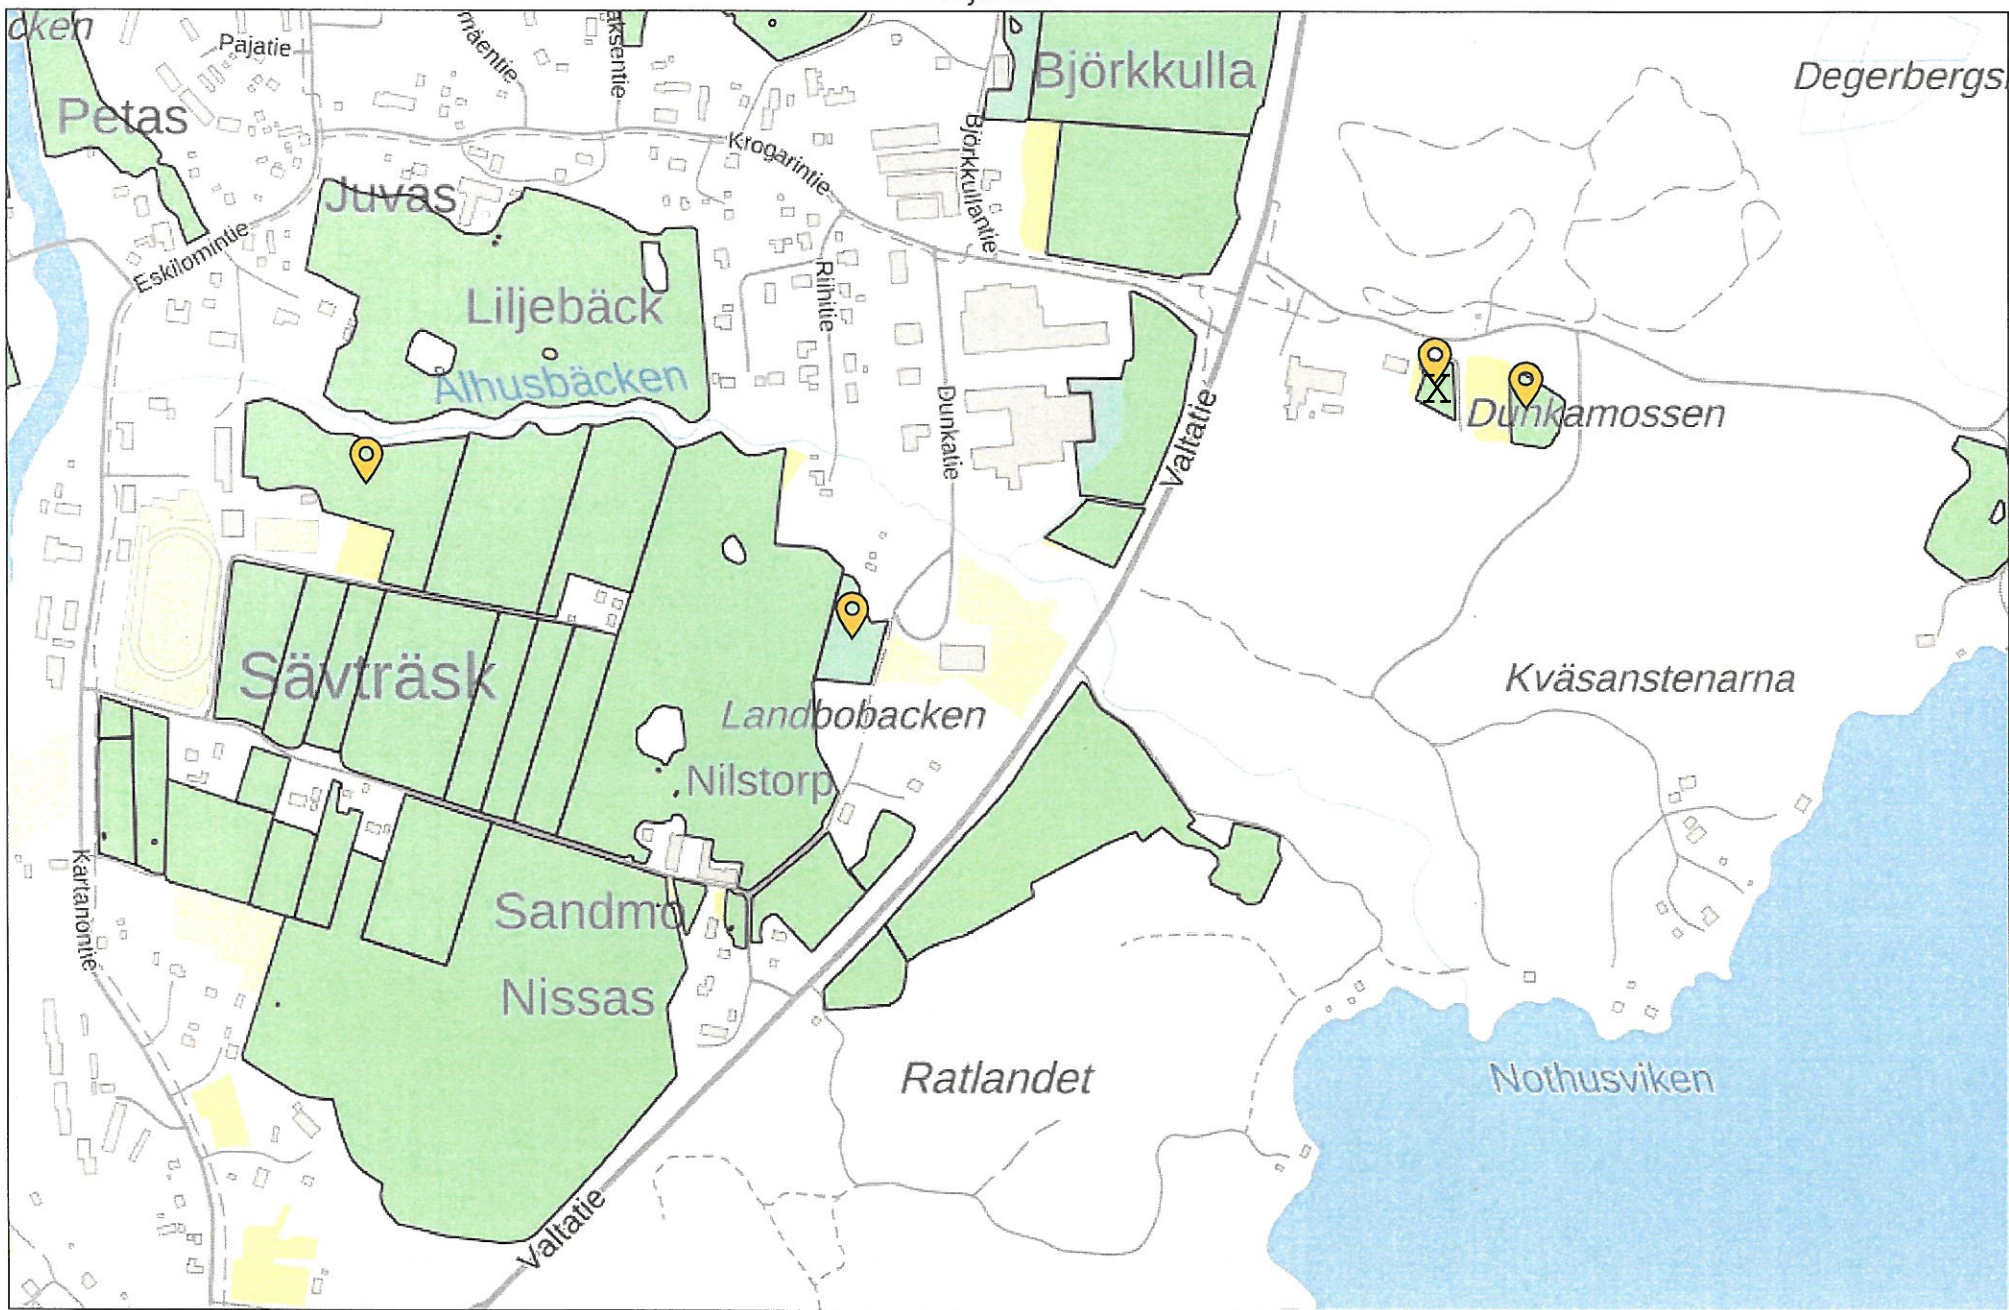 cken
Pajatie
mäentie
aksentie
Björkkulla
Degerbergs
Petas
Krogarintie
Björkkullantie
Juvas
Eskilomintie
Riihitie
Liljebäck
Alhusbäcken
Dunkatie
Valtatie
X
Dunkamossen
Sävträsk
Landbobacken
Kväsanstenarna
Nilstorp
Kartanontie
Sandmo
Nissas
Ratlandet
Nothusviken
Valtatie